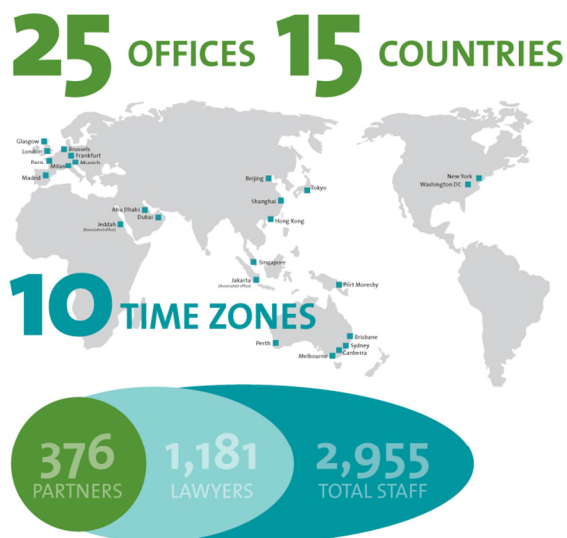 25 OFFICES 15 COUNTRIES
Glasgow
London
Brussels
Frankfurt
Paris
Milan
Munich
Madrid
Beijing
Tokyo
Shanghai
Hong Kong
Abu Dhabi
Dubai
Jeddah
(Associated office)
New York
Washington DC
Singapore
Jakarta
(Associated office)
Port Moresby
10 TIME ZONES
Brisbane
Perth
Sydney
Canberra
Melbourne
376
PARTNERS
1,181
LAWYERS
2,955
TOTAL STAFF